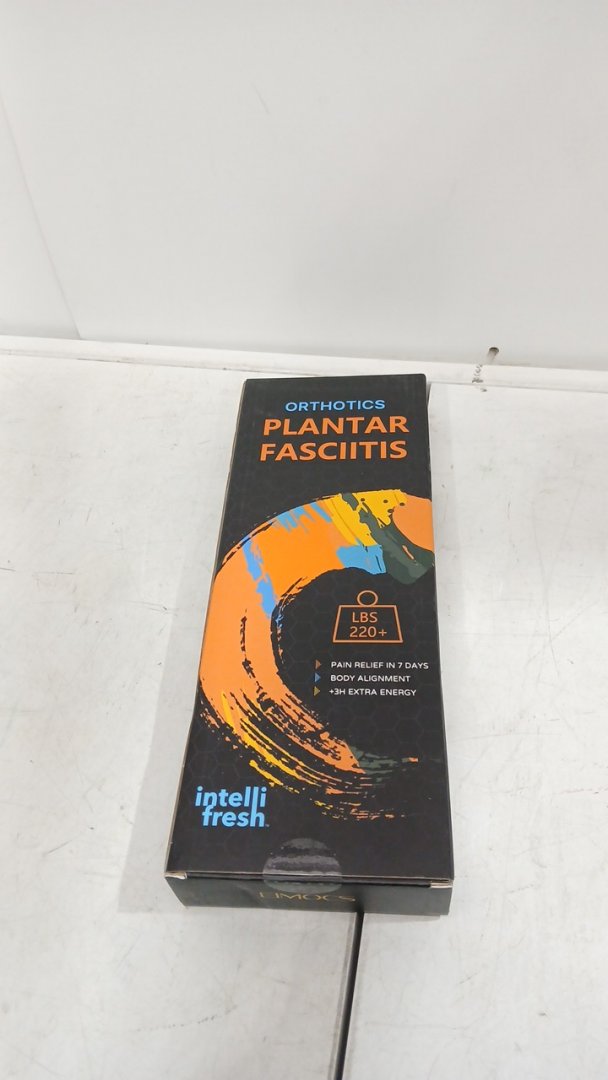 ORTHOTICS
PLANTAR
FASCIITIS
LBS
220+
PAIN RELIEF IN 7 DAYS
BODY ALIGNMENT
+3H EXTRA ENERGY
intelli
fresh